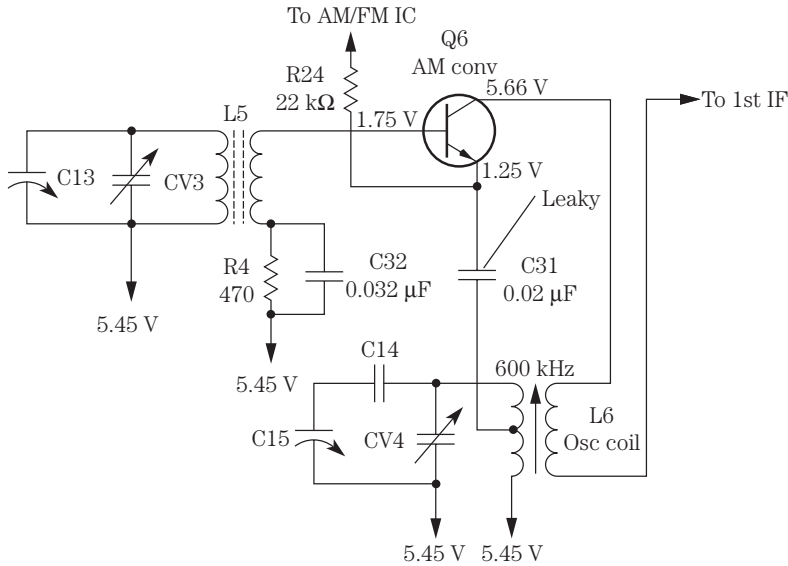 To AM/FM IC
Q6
AM conv
R24
22 kΩ
5.66 V
To 1st IF
L5
1.75 V
C13
CV3
1.25 V
Leaky
R4
470
C32
0.032 μF
C31
0.02 μF
5.45 V
5.45 V
C14
600 kHz
C15
CV4
L6
Osc coil
5.45 V
5.45 V